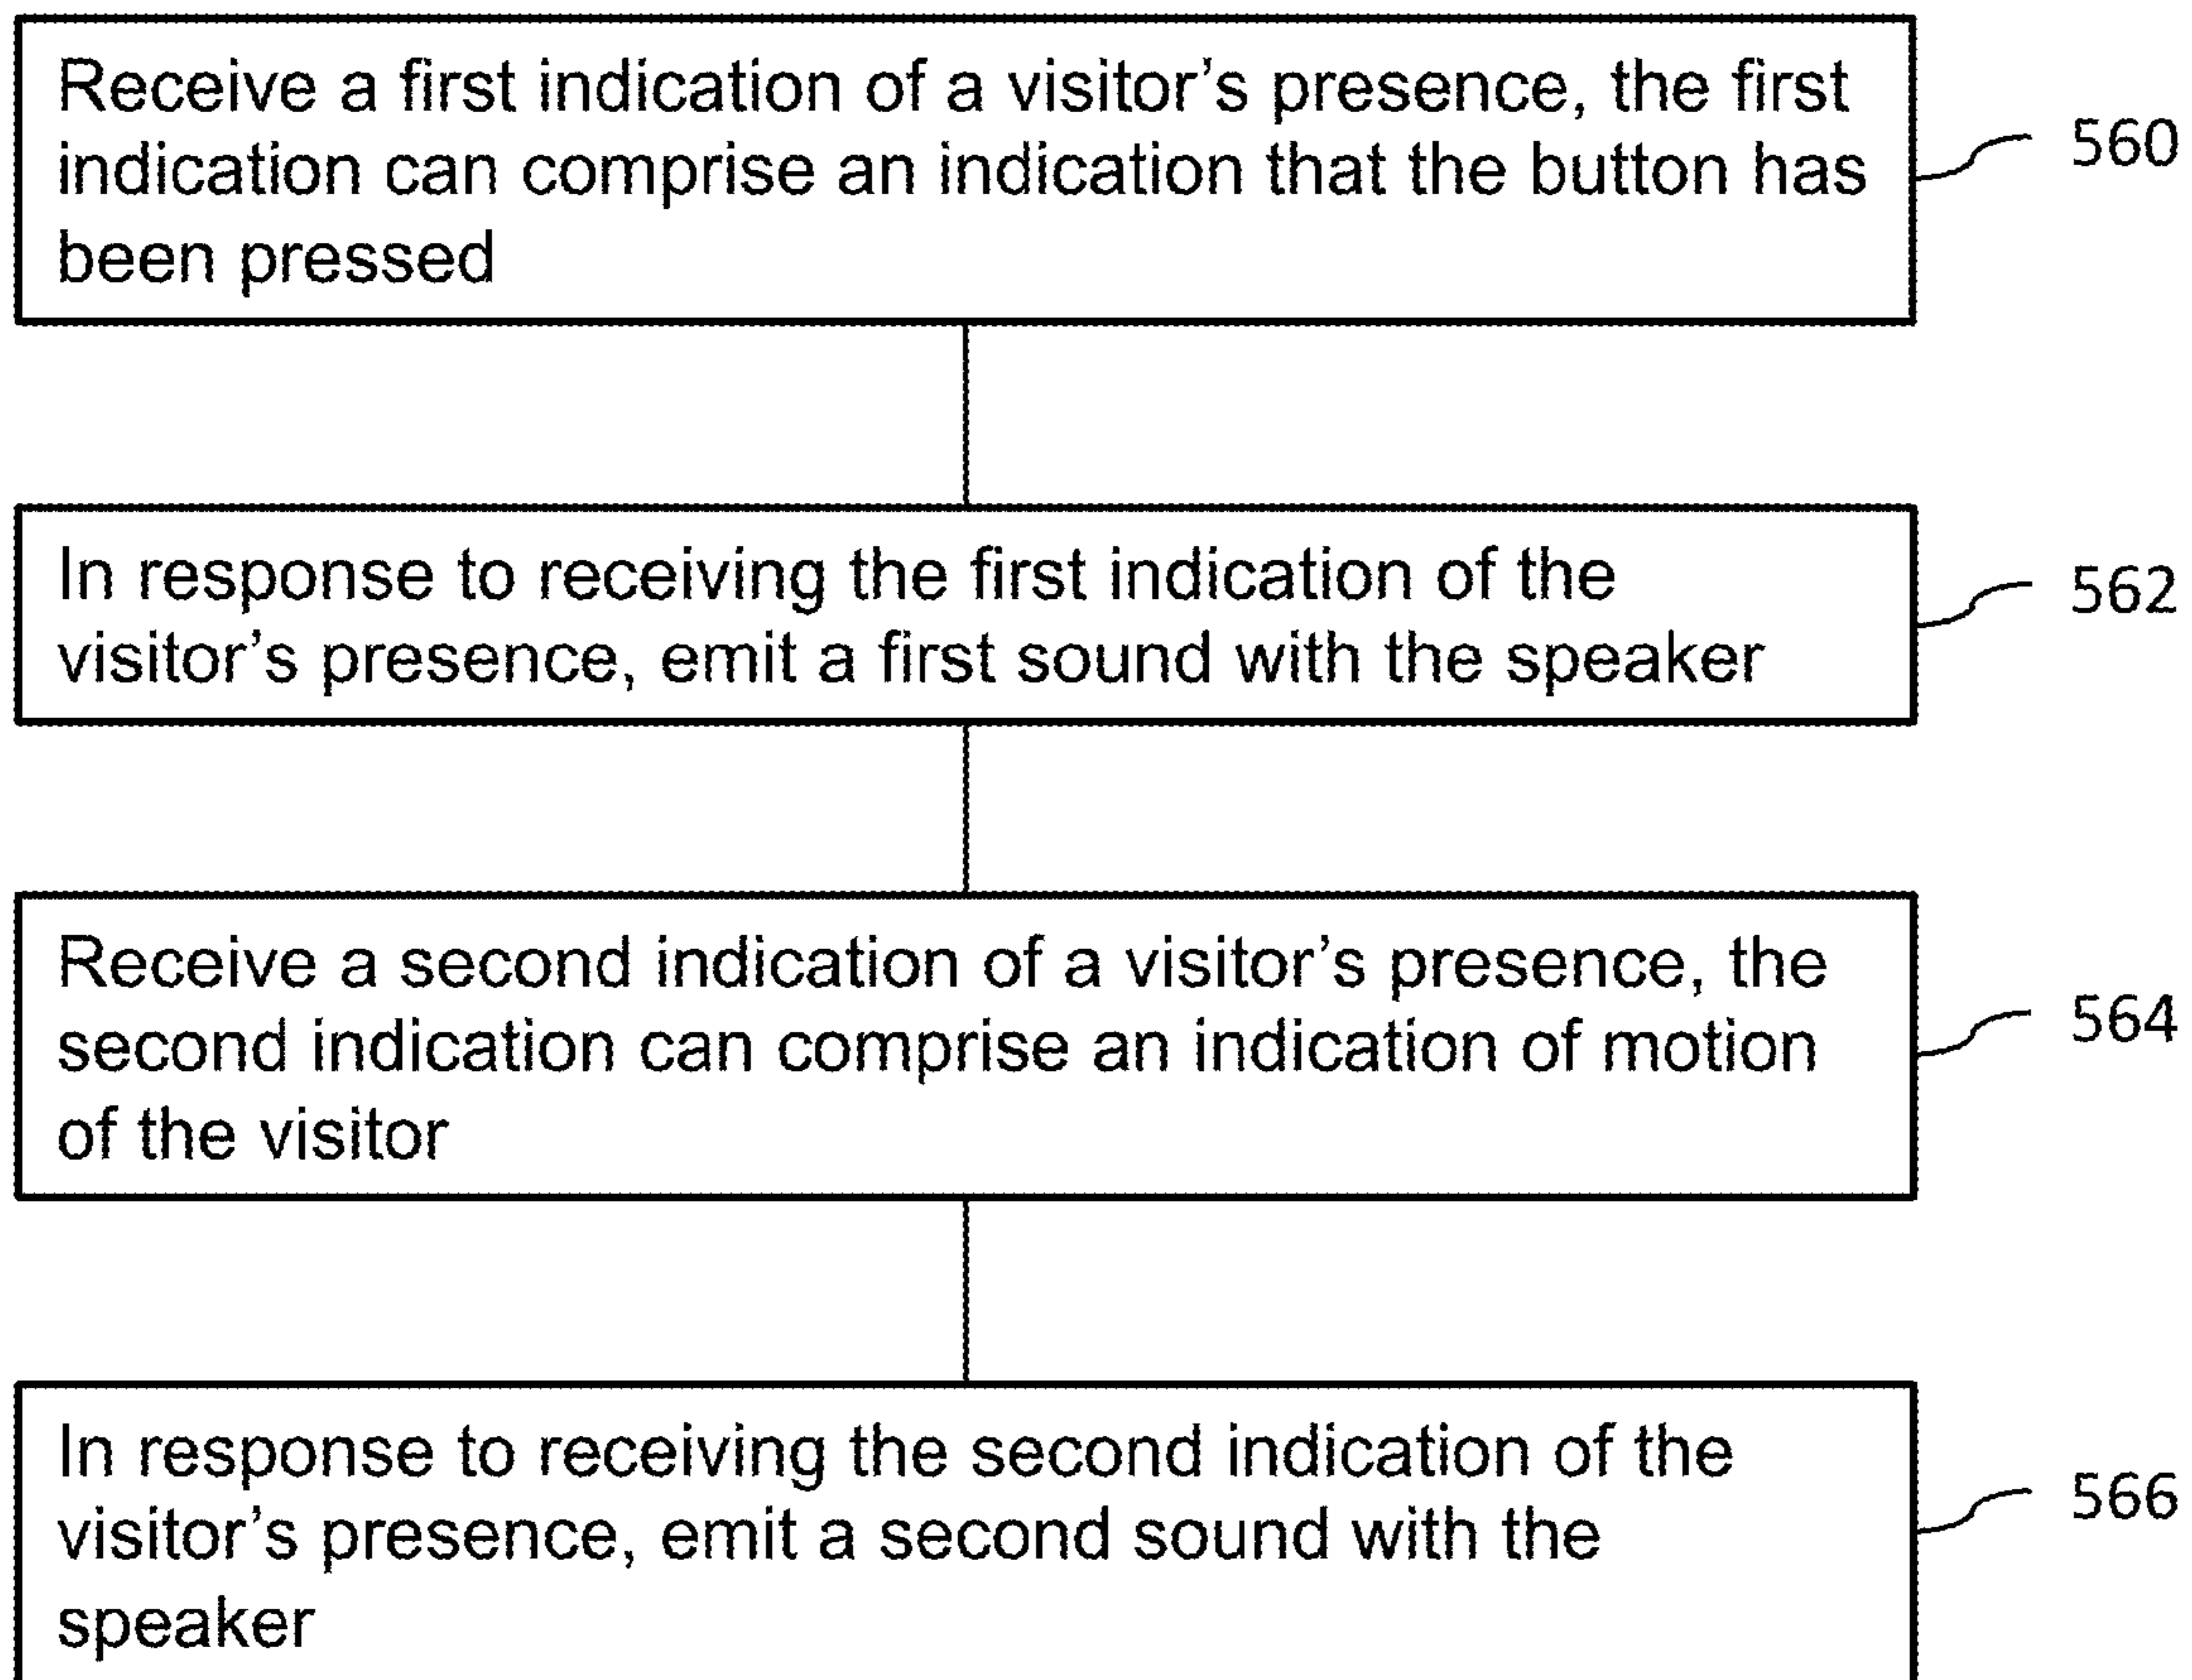 Receive a first indication of a visitor’s presence, the first
indication can comprise an indication that the button has
been pressed
560
In response to receiving the first indication of the
visitor’s presence, emit a first sound with the speaker
562
Receive a second indication of a visitor’s presence, the
second indication can comprise an indication of motion
of the visitor
564
In response to receiving the second indication of the
visitor’s presence, emit a second sound with the
speaker
566